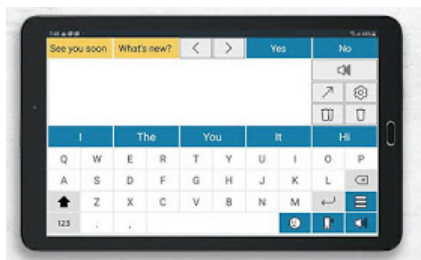 See you soon What's new? < > Yes No
I The You It Hi
Q W E R T Y U I O P
A S D F G H J K L
Z X C V B N M
123 . ,